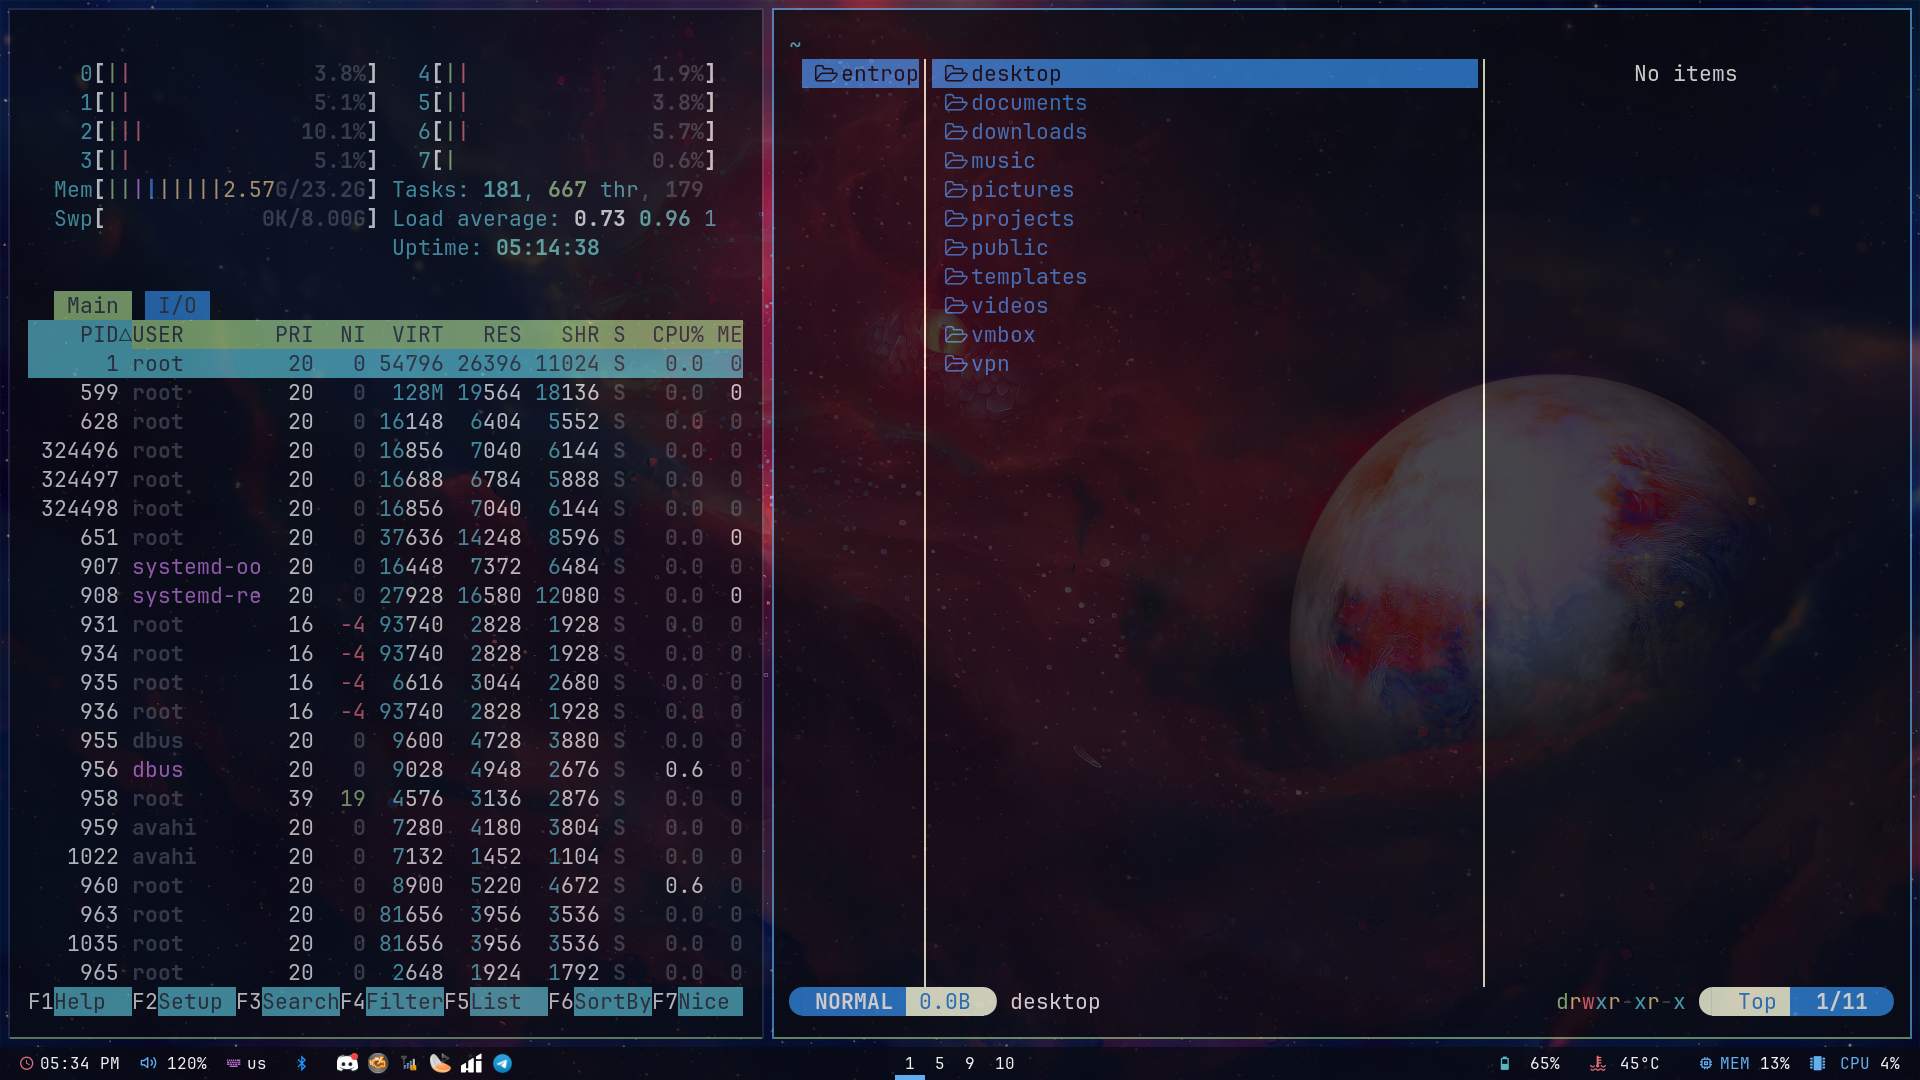 0[|| 3.8%] 4[|| 1.9%]
1[|| 5.1%] 5[|| 3.8%]
2[||| 10.1%] 6[|| 5.7%]
3[|| 5.1%] 7[| 0.6%]
Mem[|||||||||2.57G/23.2G] Tasks: 181, 667 thr, 179
Swp[ 0K/8.00G] Load average: 0.73 0.96 1
Uptime: 05:14:38
Main I/O
PID△USER PRI NI VIRT RES SHR S CPU% ME
1 root 20 0 54796 26396 11024 S 0.0 0
599 root 20 0 128M 19564 18136 S 0.0 0
628 root 20 0 16148 6404 5552 S 0.0 0
324496 root 20 0 16856 7040 6144 S 0.0 0
324497 root 20 0 16688 6784 5888 S 0.0 0
324498 root 20 0 16856 7040 6144 S 0.0 0
651 root 20 0 37636 14248 8596 S 0.0 0
907 systemd-oo 20 0 16448 7372 6484 S 0.0 0
908 systemd-re 20 0 27928 16580 12080 S 0.0 0
931 root 16 -4 93740 2828 1928 S 0.0 0
934 root 16 -4 93740 2828 1928 S 0.0 0
935 root 16 -4 6616 3044 2680 S 0.0 0
936 root 16 -4 93740 2828 1928 S 0.0 0
955 dbus 20 0 9600 4728 3880 S 0.0 0
956 dbus 20 0 9028 4948 2676 S 0.6 0
958 root 39 19 4576 3136 2876 S 0.0 0
959 avahi 20 0 7280 4180 3804 S 0.0 0
1022 avahi 20 0 7132 1452 1104 S 0.0 0
960 root 20 0 8900 5220 4672 S 0.6 0
963 root 20 0 81656 3956 3536 S 0.0 0
1035 root 20 0 81656 3956 3536 S 0.0 0
965 root 20 0 2648 1924 1792 S 0.0 0
F1Help F2Setup F3SearchF4FilterF5List F6SortByF7Nice
~
entrop
desktop
documents
downloads
music
pictures
projects
public
templates
videos
vmbox
vpn
No items
NORMAL 0.0B desktop
drwxr-xr-x Top 1/11
05:34 PM 120% us
1 5 9 10
65% 45°C MEM 13% CPU 4%